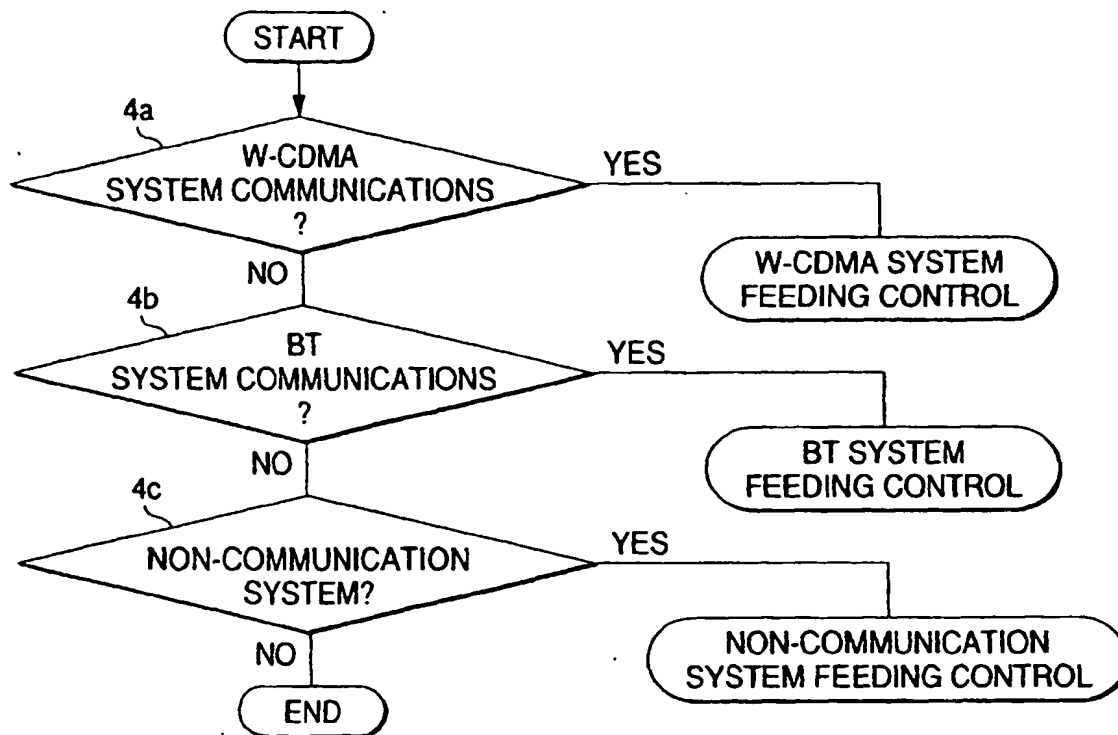 START
4a
W-CDMA
SYSTEM COMMUNICATIONS
?
YES
W-CDMA SYSTEM
FEEDING CONTROL
NO
4b
BT
SYSTEM COMMUNICATIONS
?
YES
BT SYSTEM
FEEDING CONTROL
NO
4c
NON-COMMUNICATION
SYSTEM?
YES
NON-COMMUNICATION
SYSTEM FEEDING CONTROL
NO
END